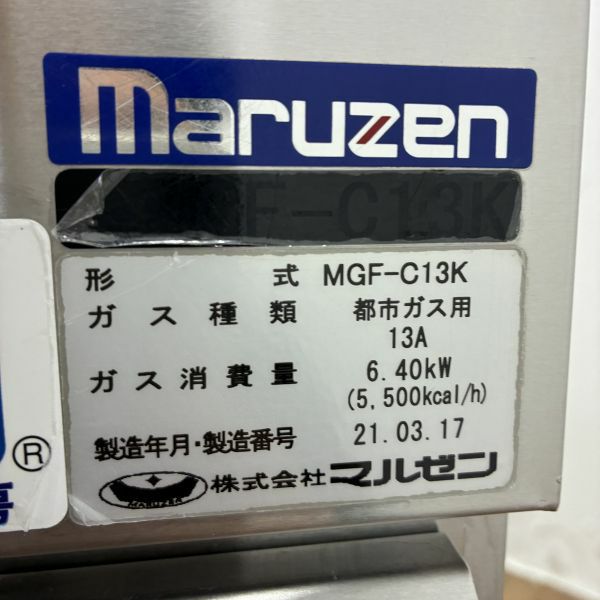 maruzen
F-C13K
形式 MGF-C13K
ガス種類 都市ガス用
13A
ガス消費量 6.40kW
(5,500kcal/h)
製造年月・製造番号 21.03.17
MARUZEN 株式会社マルゼン
®